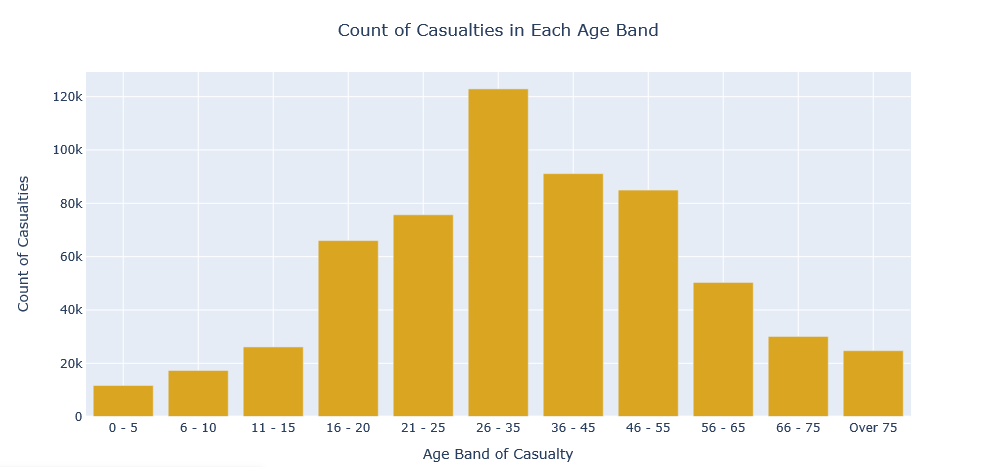 Count of Casualties in Each Age Band
Count of Casualties
120k
100k
80k
60k
40k
20k
0
0 - 5
6 - 10
11 - 15
16 - 20
21 - 25
26 - 35
36 - 45
46 - 55
56 - 65
66 - 75
Over 75
Age Band of Casualty